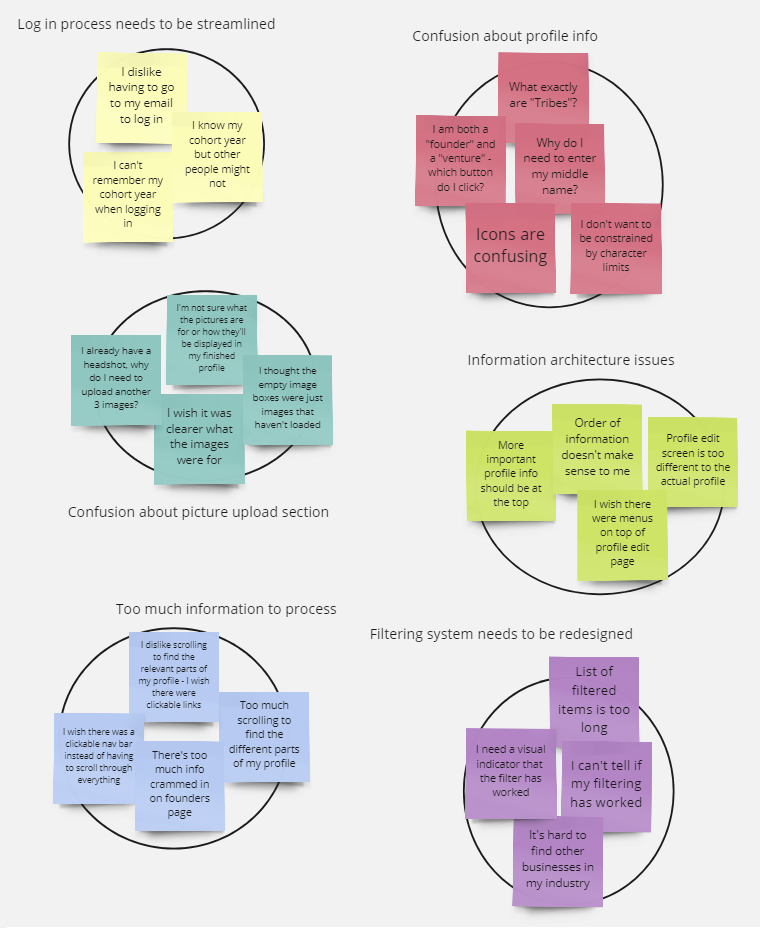 Log in process needs to be streamlined
I dislike
having to go
to my email
to log in
I know my
cohort year
but other
people might
not
I can't
remember my
cohort year
when logging
in
Confusion about profile info
What exactly
are "Tribes"?
I am both a
"founder" and
a "venture" -
which button
do I click?
Why do I
need to enter
my middle
name?
Icons are
confusing
I don't want to
be constrained
by character
limits
I'm not sure what
the pictures are
for or how they'll
be displayed in
my finished
profile
I already have a
headshot, why
do I need to
upload another
3 images?
I thought the
empty image
boxes were just
images that
haven't loaded
I wish it was
clearer what
the images
were for
Confusion about picture upload section
Information architecture issues
More
important
profile info
should be at
the top
Order of
information
doesn't make
sense to me
Profile edit
screen is too
different to the
actual profile
I wish there
were menus
on top of
profile edit
page
Too much information to process
I dislike scrolling
to find the
relevant parts of
my profile - I wish
there were
clickable links
I wish there was a
clickable nav bar
instead of having
to scroll through
everything
Too much
scrolling to
find the
different parts
of my profile
There's too
much info
crammed in
on founders
page
Filtering system needs to be redesigned
List of
filtered
items is too
long
I need a visual
indicator that
the filter has
worked
I can't tell if
my filtering
has worked
It's hard to
find other
businesses in
my industry